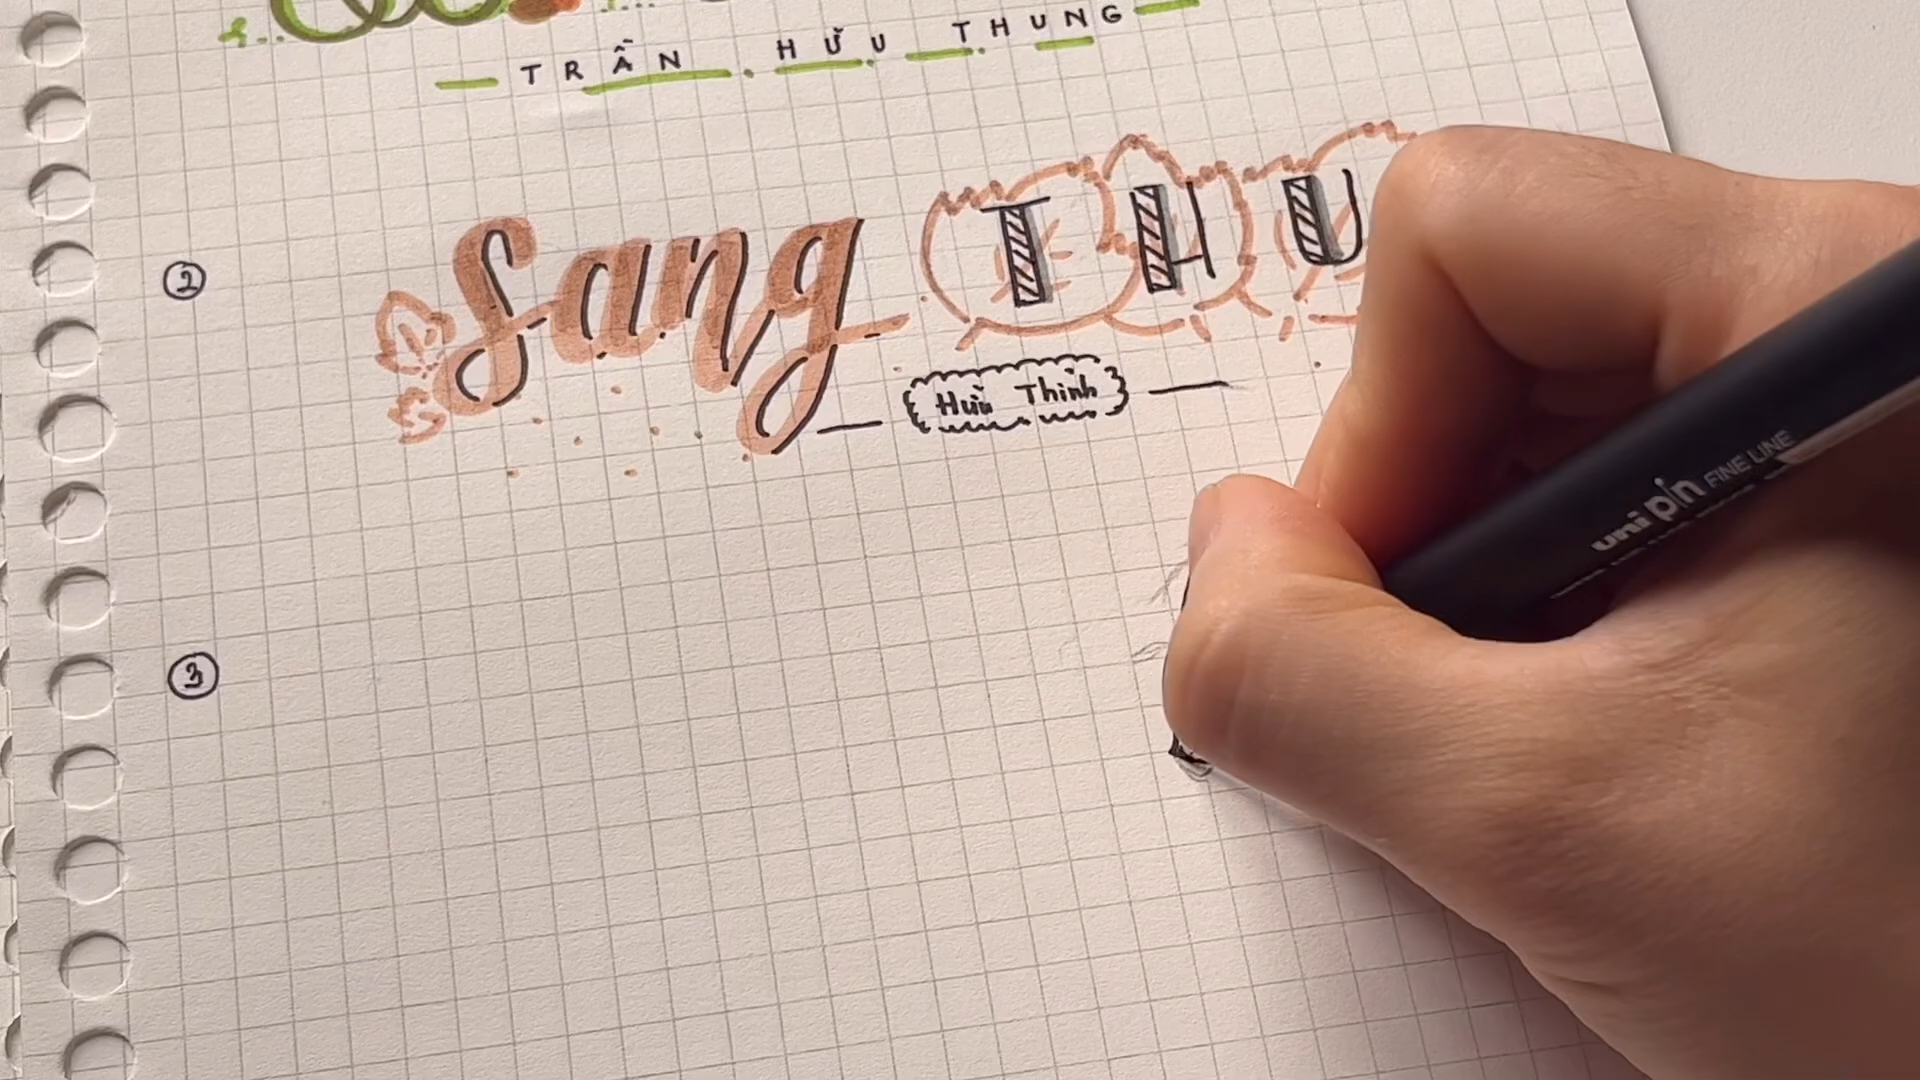 TRẦN . HỮU . THUNG
2
Sang THU
Hữu Thỉnh
uni pin FINE LINE
3